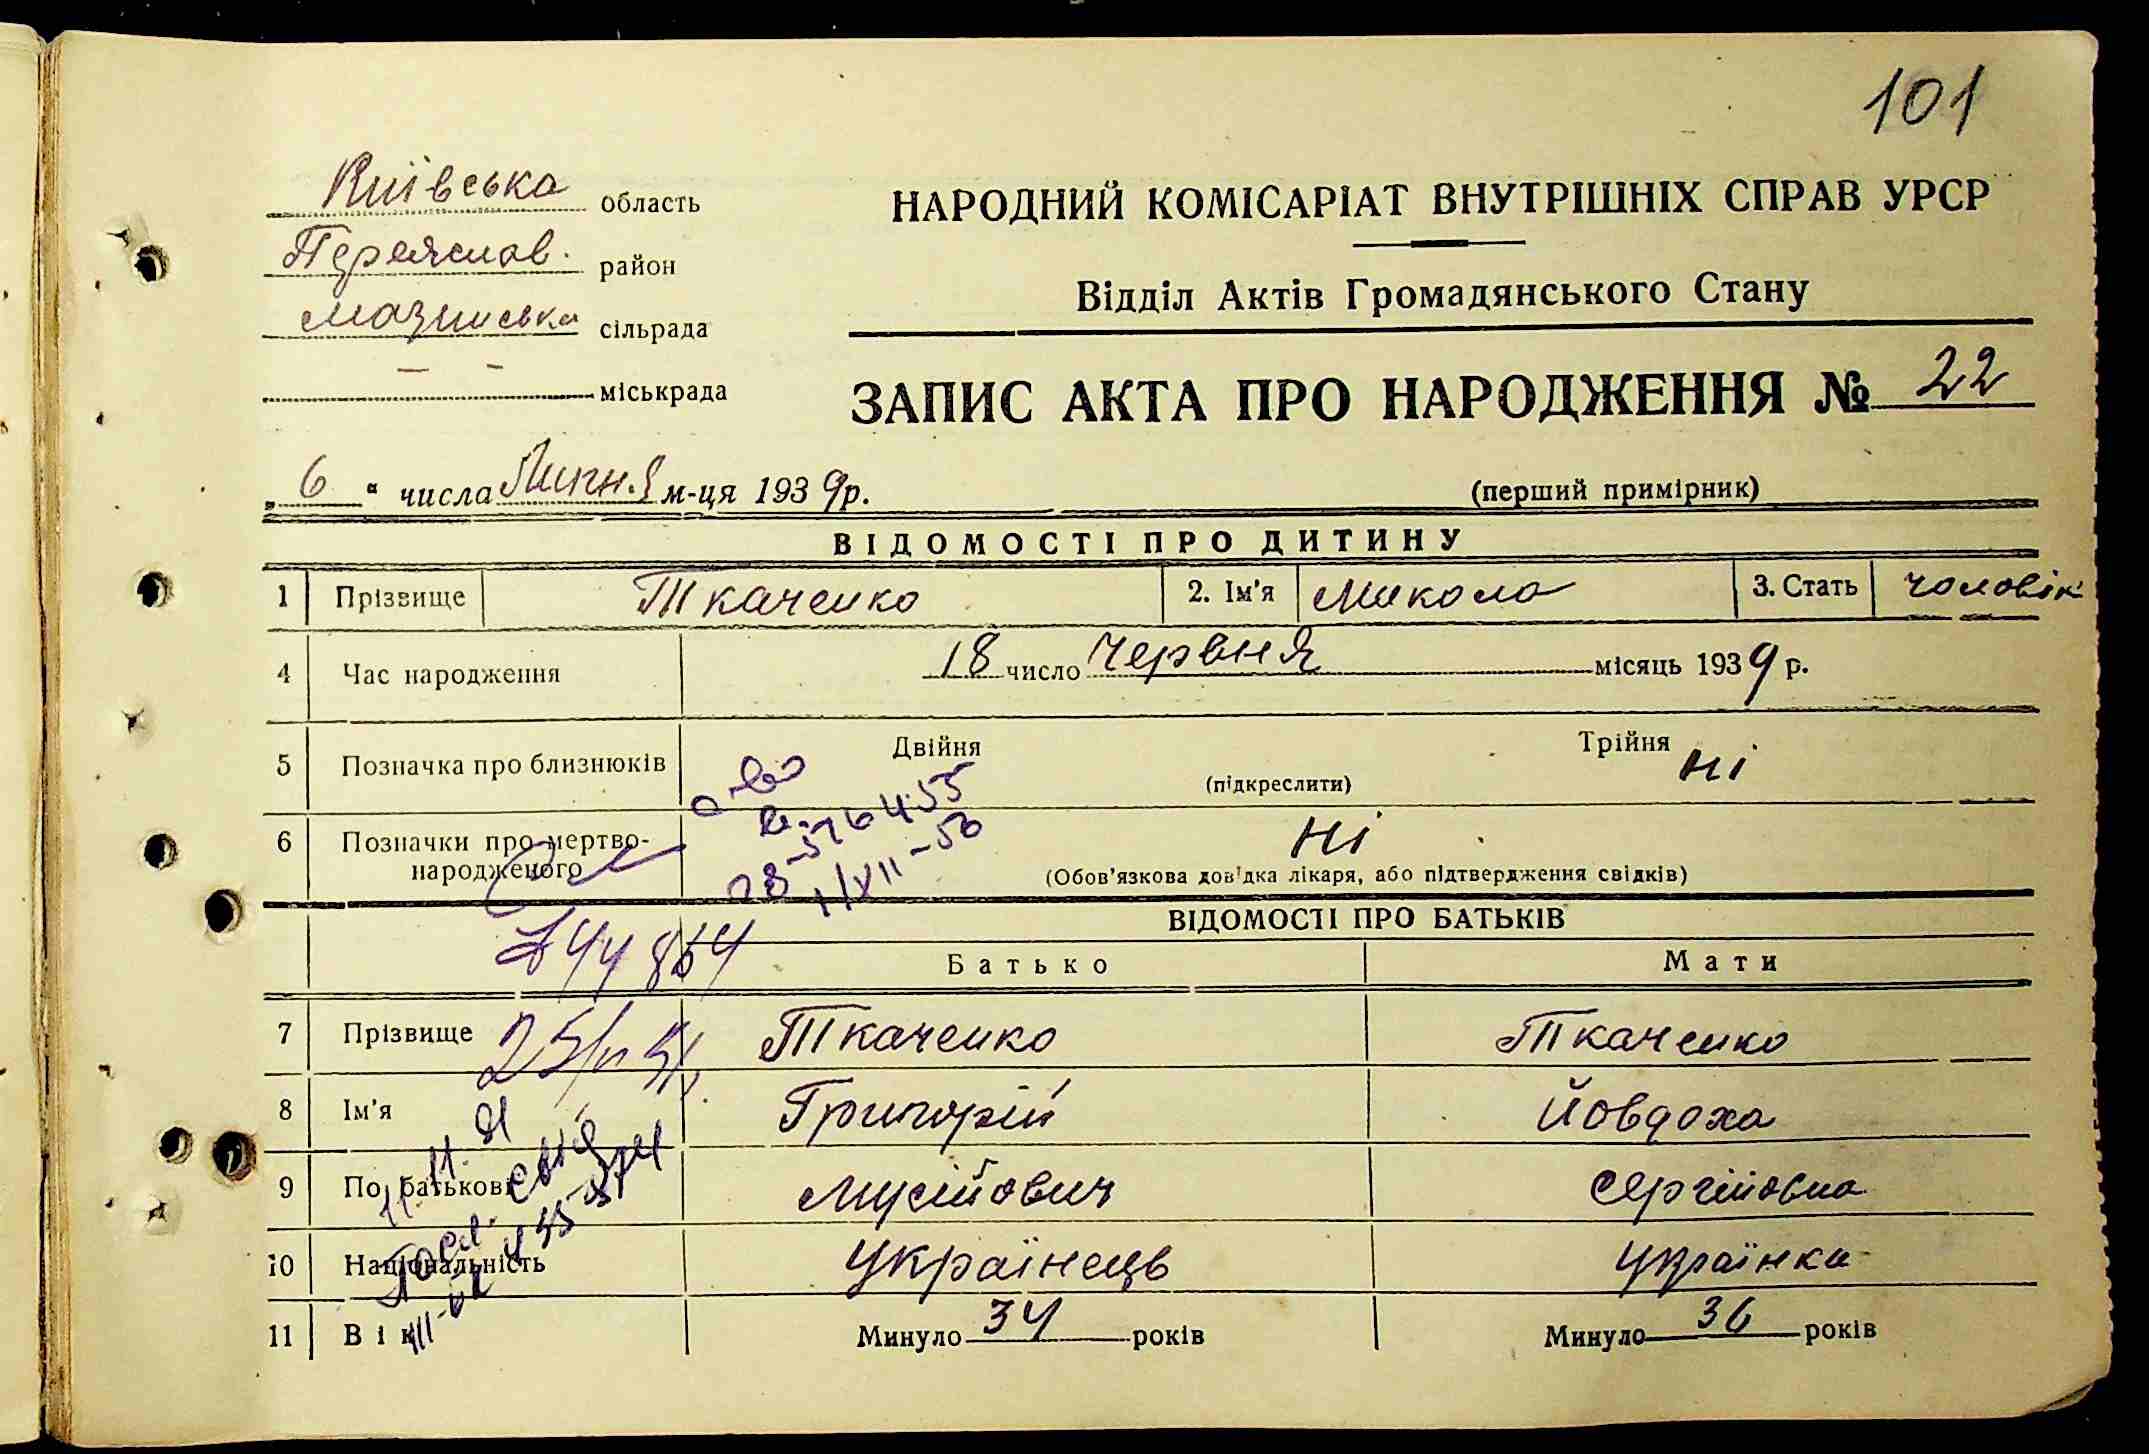 101
Київська область
Переяслав. район
Мазінська сільрада
- - міськрада
НАРОДНИЙ КОМІСАРІАТ ВНУТРІШНІХ СПРАВ УРСР
Відділ Актів Громадянського Стану
ЗАПИС АКТА ПРО НАРОДЖЕННЯ № 22
„ 6 “ числа Липня м-ця 1939р.
(перший примірник)
ВІДОМОСТІ ПРО ДИТИНУ
1 Прізвище Ткаченко 2. Ім'я Микола 3. Стать чоловік
4 Час народження 18 число Червня місяць 1939 р.
5 Позначка про близнюків Двійня Трійня ні
(підкреслити)
6 Позначки про мертво-народженого ні
(Обов'язкова довідка лікаря, або підтвердження свідків)
ВІДОМОСТІ ПРО БАТЬКІВ
Батько Мати
7 Прізвище Ткаченко Ткаченко
8 Ім'я Григорій Йовдоха
9 По батькові Мусійович Сергіївна
10 Національність Українець Українка
11 Вік Минуло 34 років Минуло 36 років